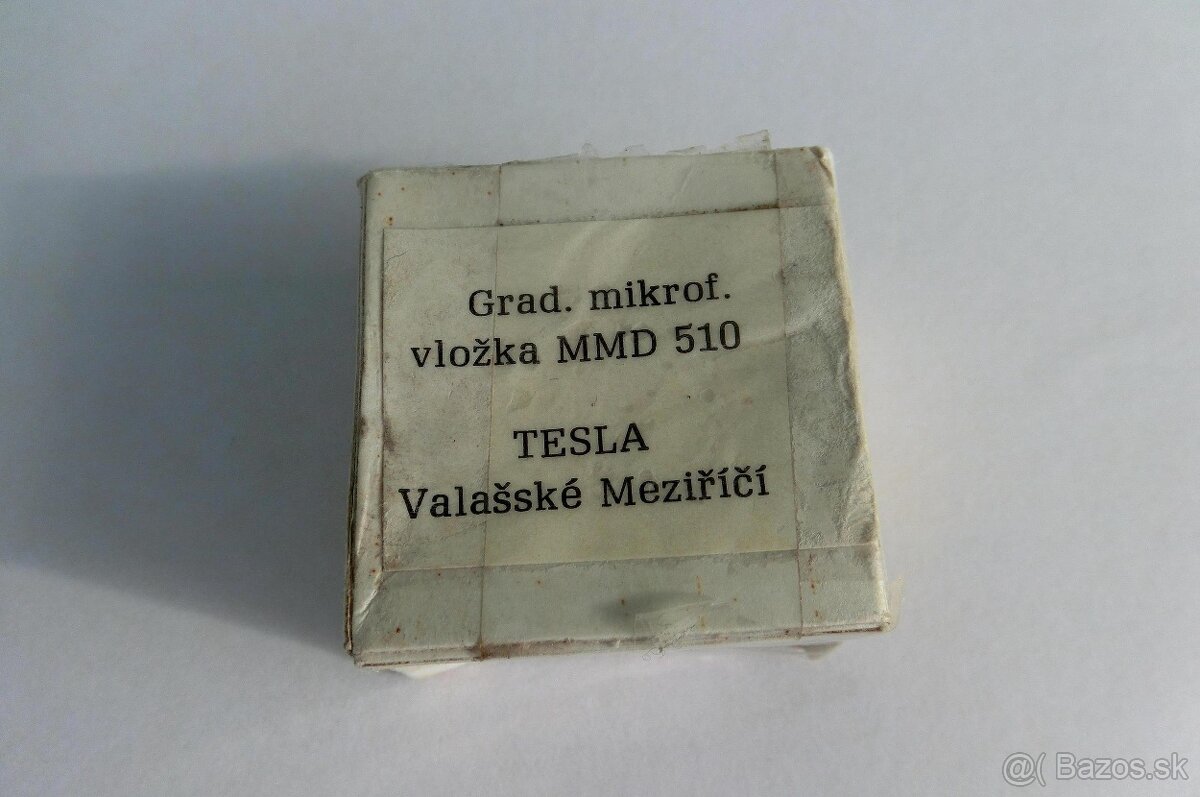 Grad. mikrof.
vložka MMD 510
TESLA
Valašské Meziříčí
@( Bazos.sk